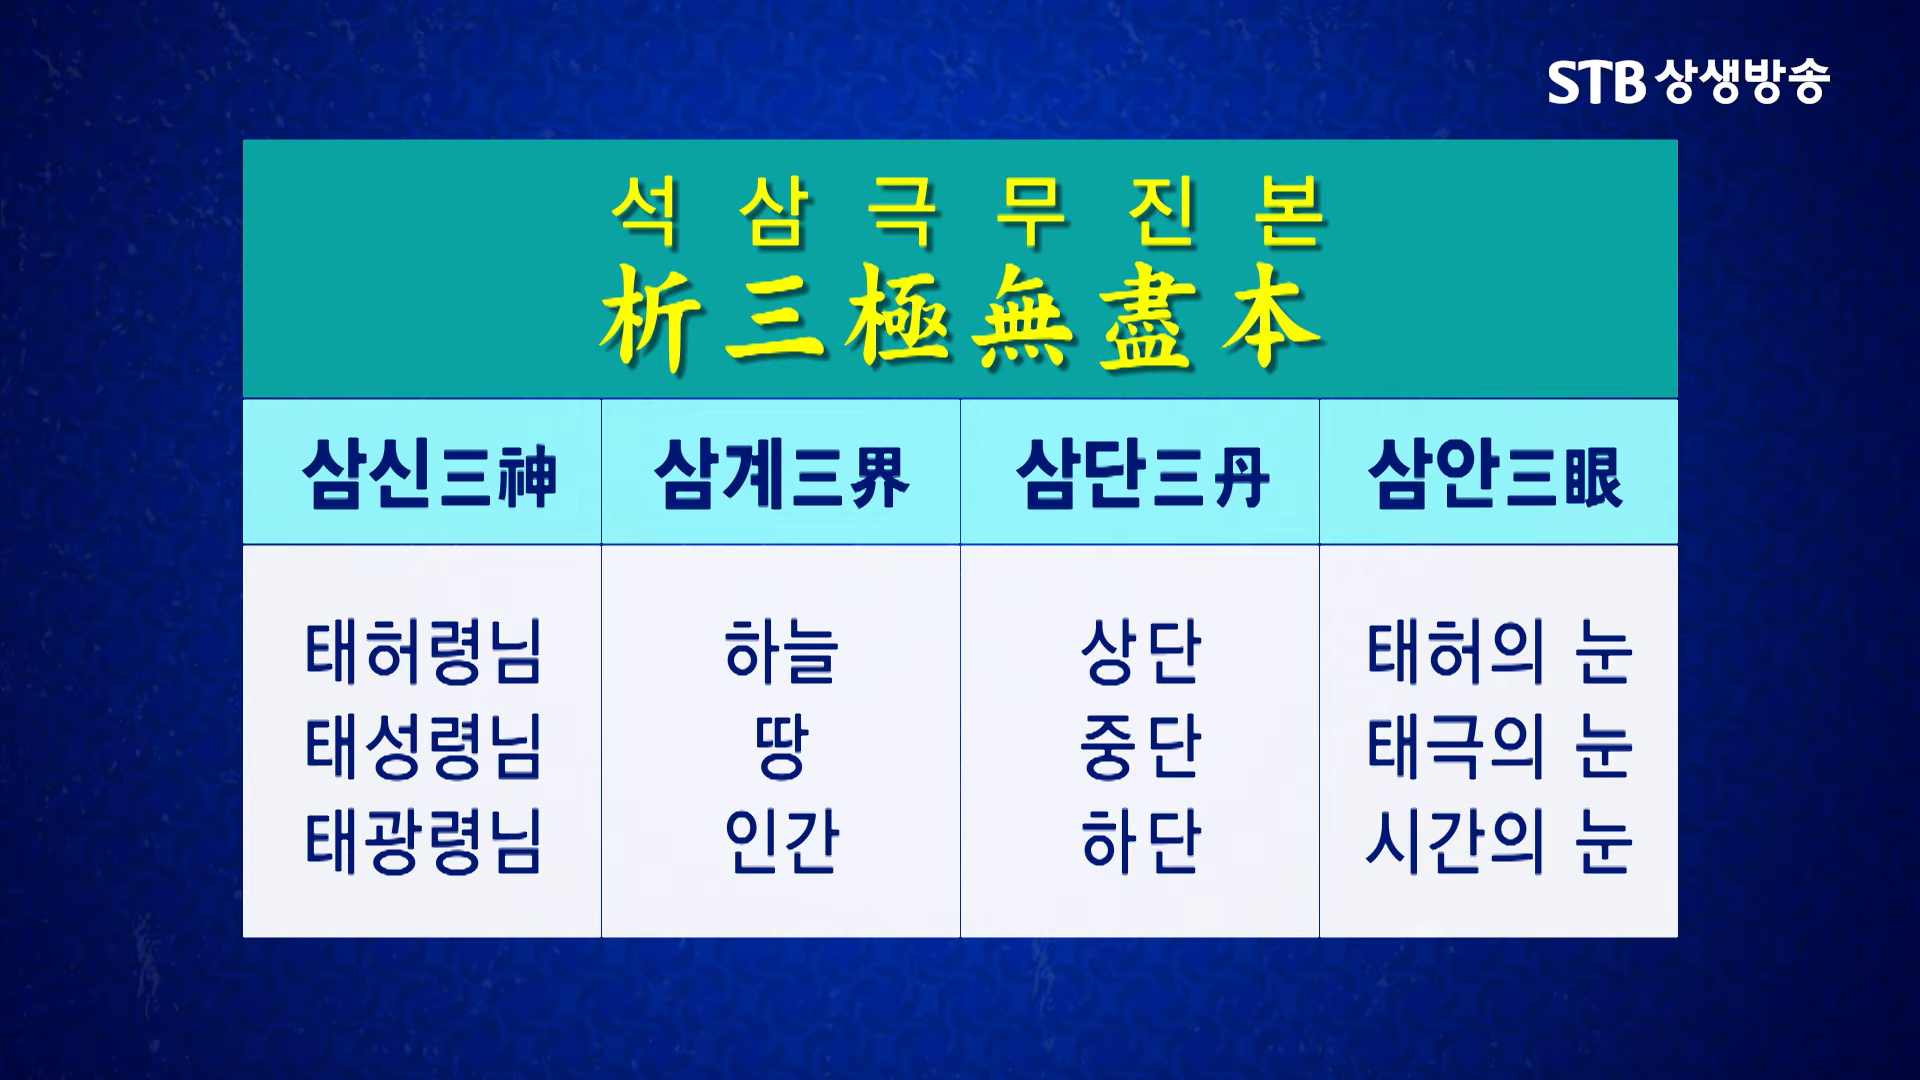 STB 상생방송
석 삼 극 무 진 본
析三極無盡本
삼신三神 삼계三界 삼단三丹 삼안三眼
태허령님 하늘 상단 태허의 눈
태성령님 땅 중단 태극의 눈
태광령님 인간 하단 시간의 눈